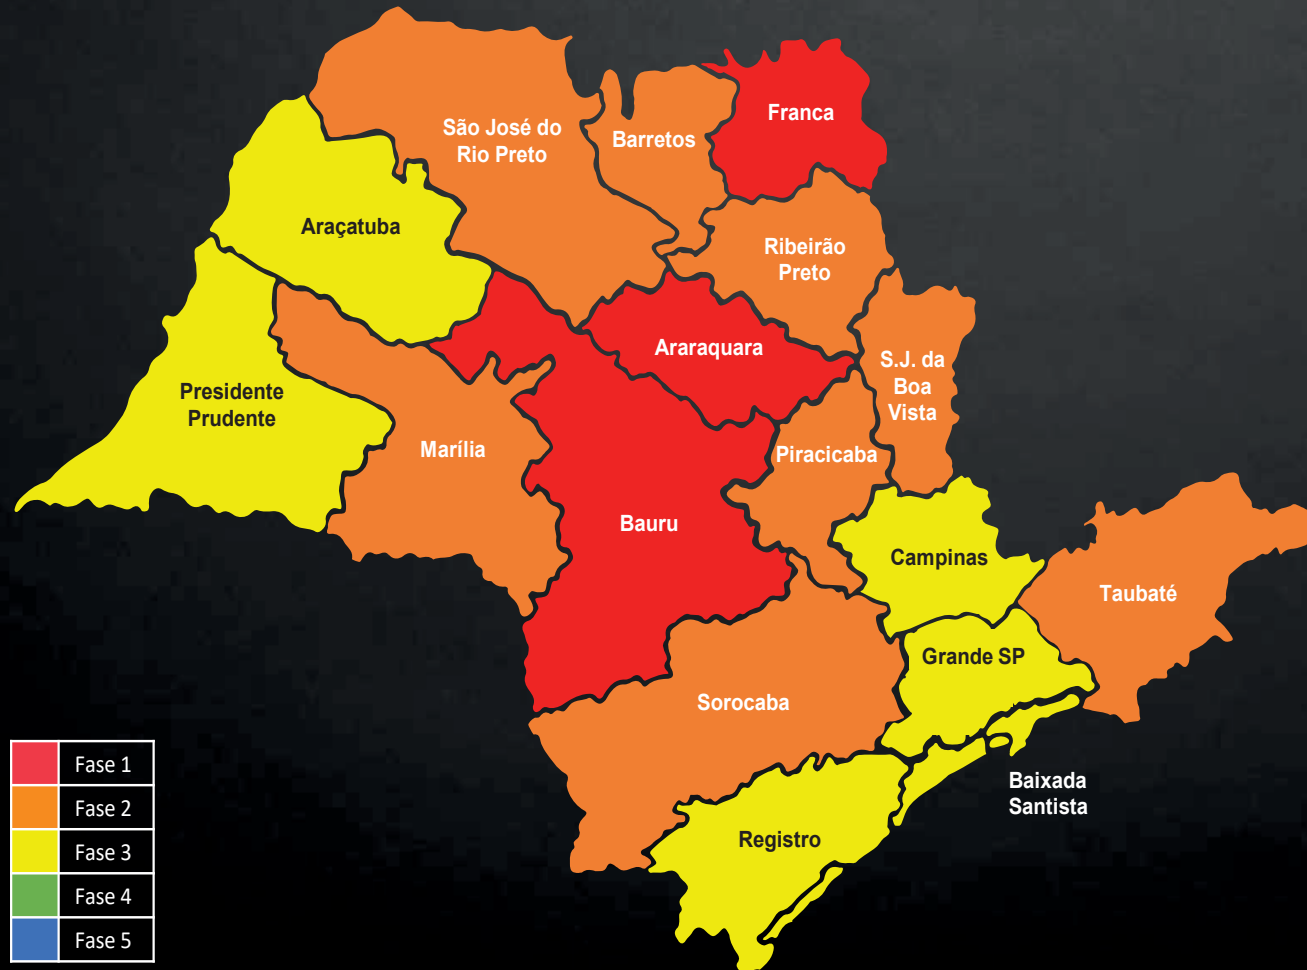 Franca
São José do
Rio Preto
Barretos
Araçatuba
Ribeirão
Preto
Araraquara
S.J. da
Boa
Vista
Presidente
Prudente
Marília
Piracicaba
Bauru
Campinas
Taubaté
Grande SP
Sorocaba
Baixada
Santista
Registro
Fase 1
Fase 2
Fase 3
Fase 4
Fase 5